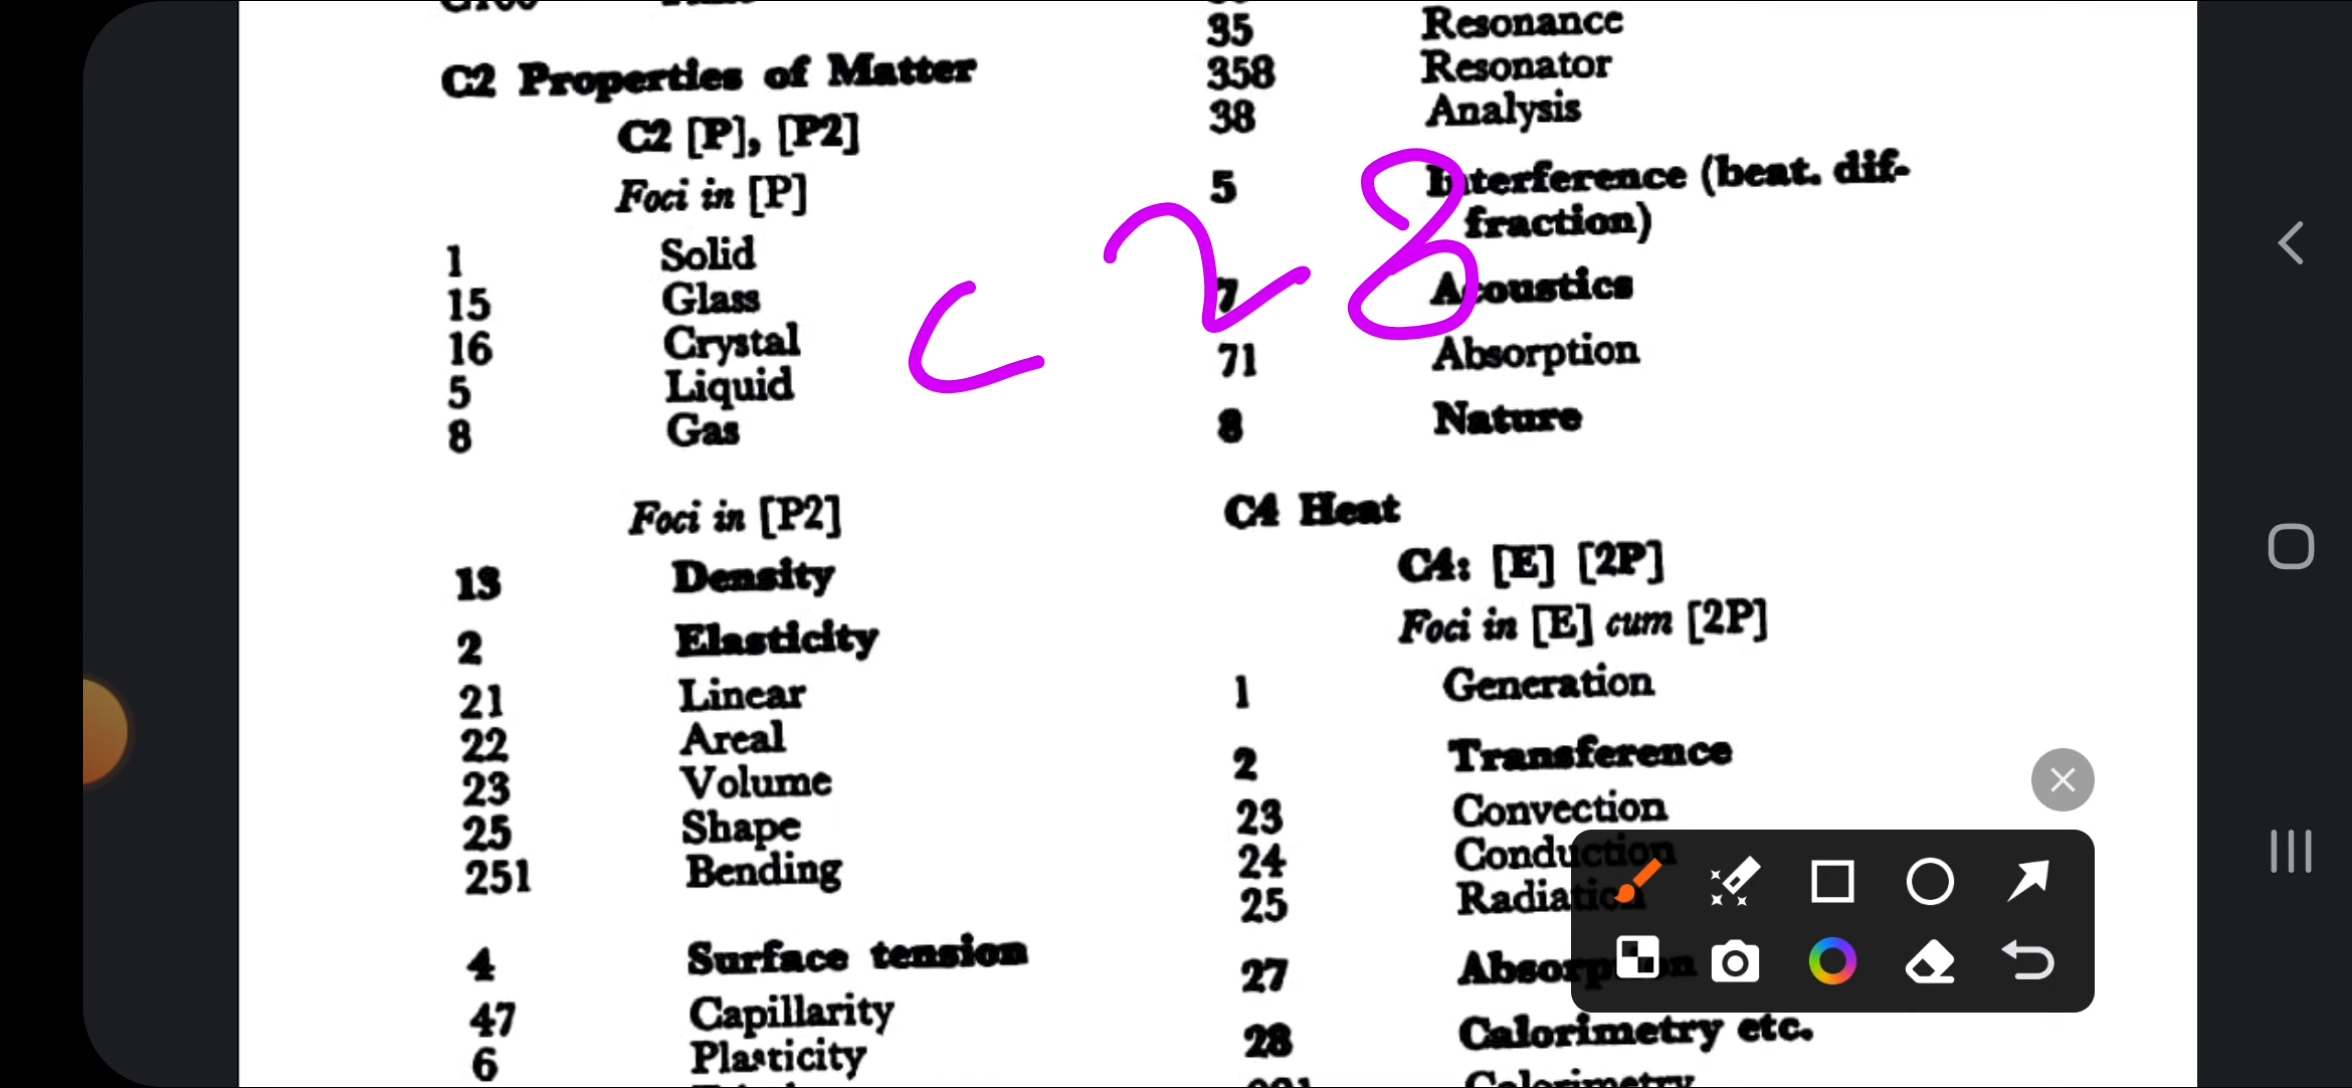 C2 Properties of Matter
C2 [P], [P2]
Foci in [P]
1 Solid
15 Glass
16 Crystal
5 Liquid
8 Gas
Foci in [P2]
13 Density
2 Elasticity
21 Linear
22 Areal
23 Volume
25 Shape
251 Bending
4 Surface tension
47 Capillarity
6 Plasticity
35 Resonance
358 Resonator
38 Analysis
5 Interference (beat. dif-
fraction)
7 Acoustics
71 Absorption
8 Nature
C4 Heat
C4: [E] [2P]
Foci in [E] cum [2P]
1 Generation
2 Transference
23 Convection
24 Conduction
25 Radiation
27 Absorption
28 Calorimetry etc.
Calorimetry
C 28